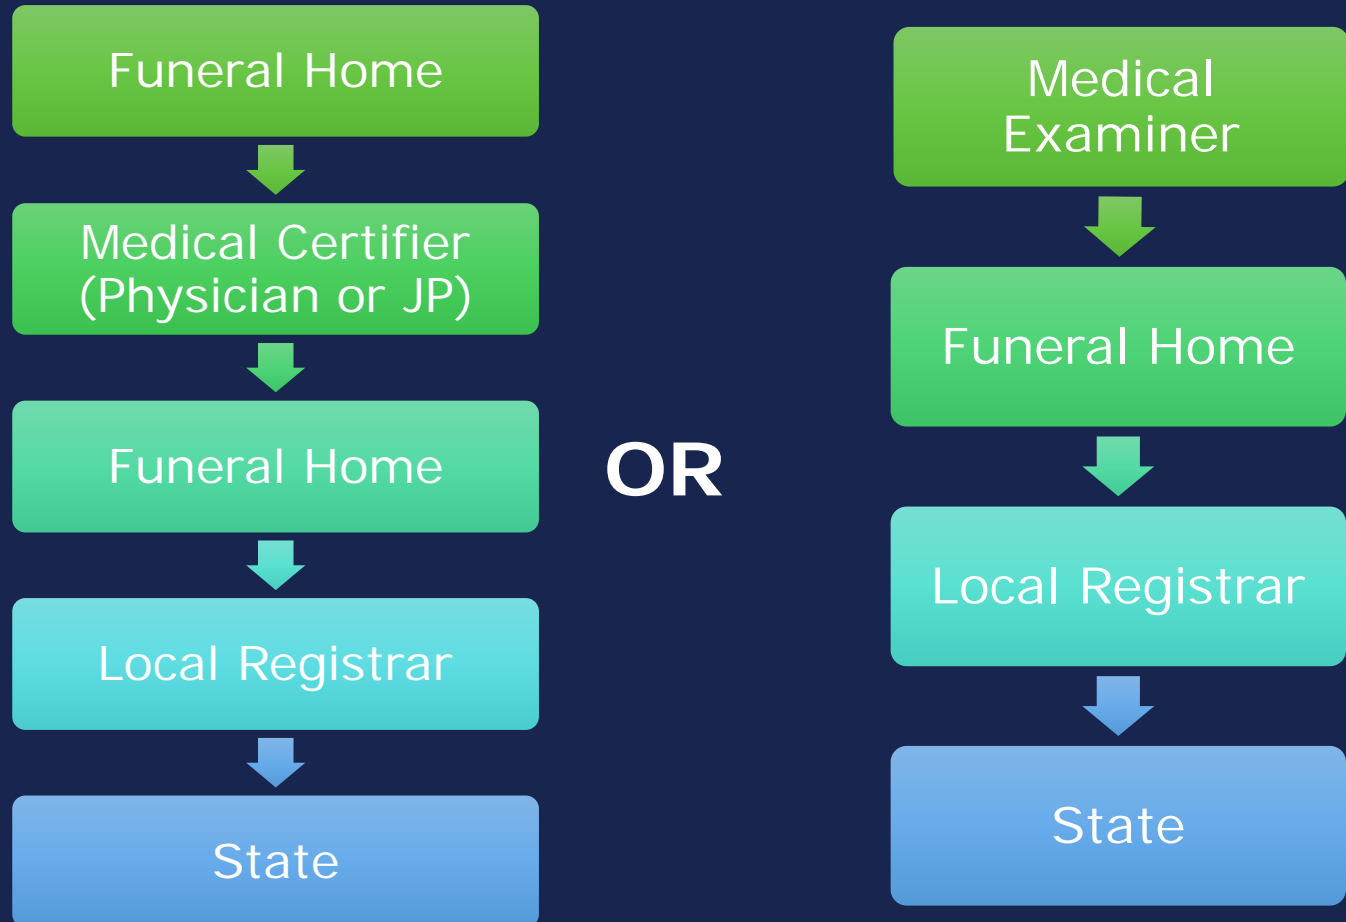 Funeral Home
Medical Certifier
(Physician or JP)
Funeral Home
Local Registrar
State
OR
Medical
Examiner
Funeral Home
Local Registrar
State